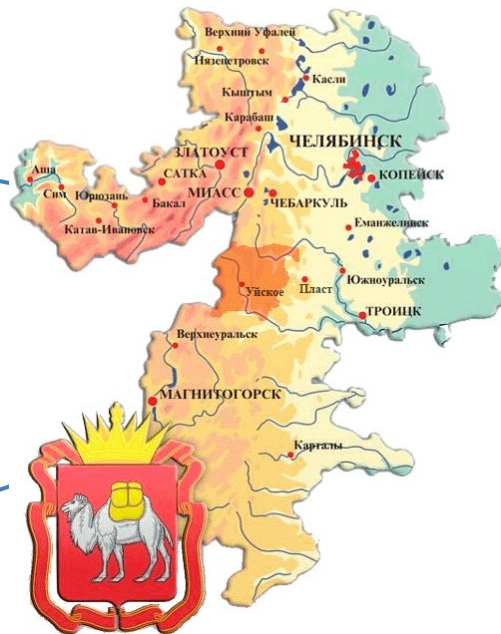 Верхний Уфалей
Нязепетровск
Касли
Кыштым
Карабаш
ЧЕЛЯБИНСК
ЗЛАТОУСТ
Аша
САТКА
КОПЕЙСК
Сим
Юрюзань
МИАСС
ЧЕБАРКУЛЬ
Бакал
Катав-Ивановск
Еманжелинск
Южноуральск
Уйское
Пласт
ТРОИЦК
Верхнеуральск
МАГНИТОГОРСК
Карталы